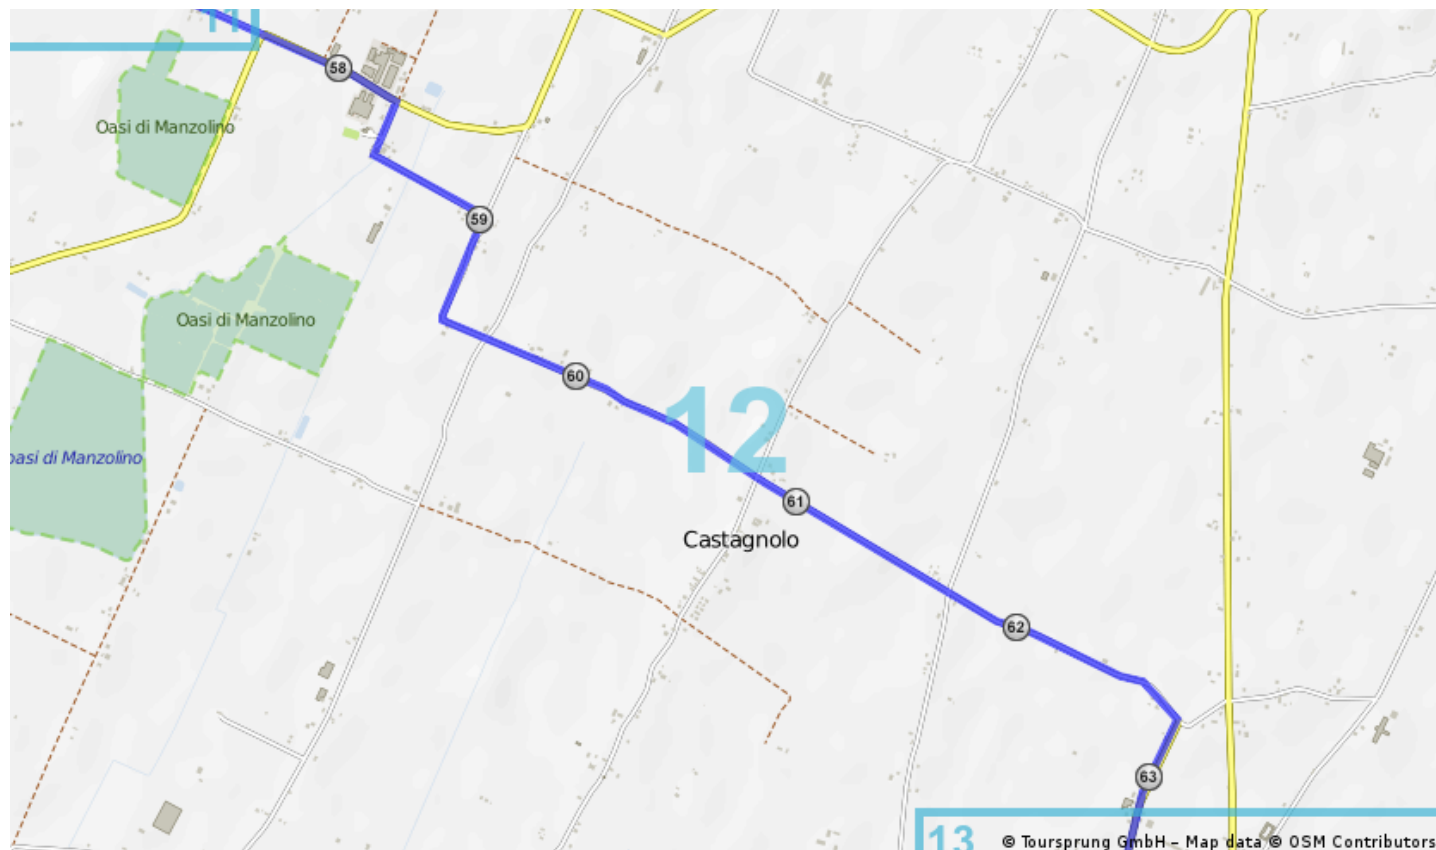 11
58
Oasi di Manzolino
59
Oasi di Manzolino
60
12
oasi di Manzolino
61
Castagnolo
62
63
13
© Toursprung GmbH – Map data © OSM Contributors